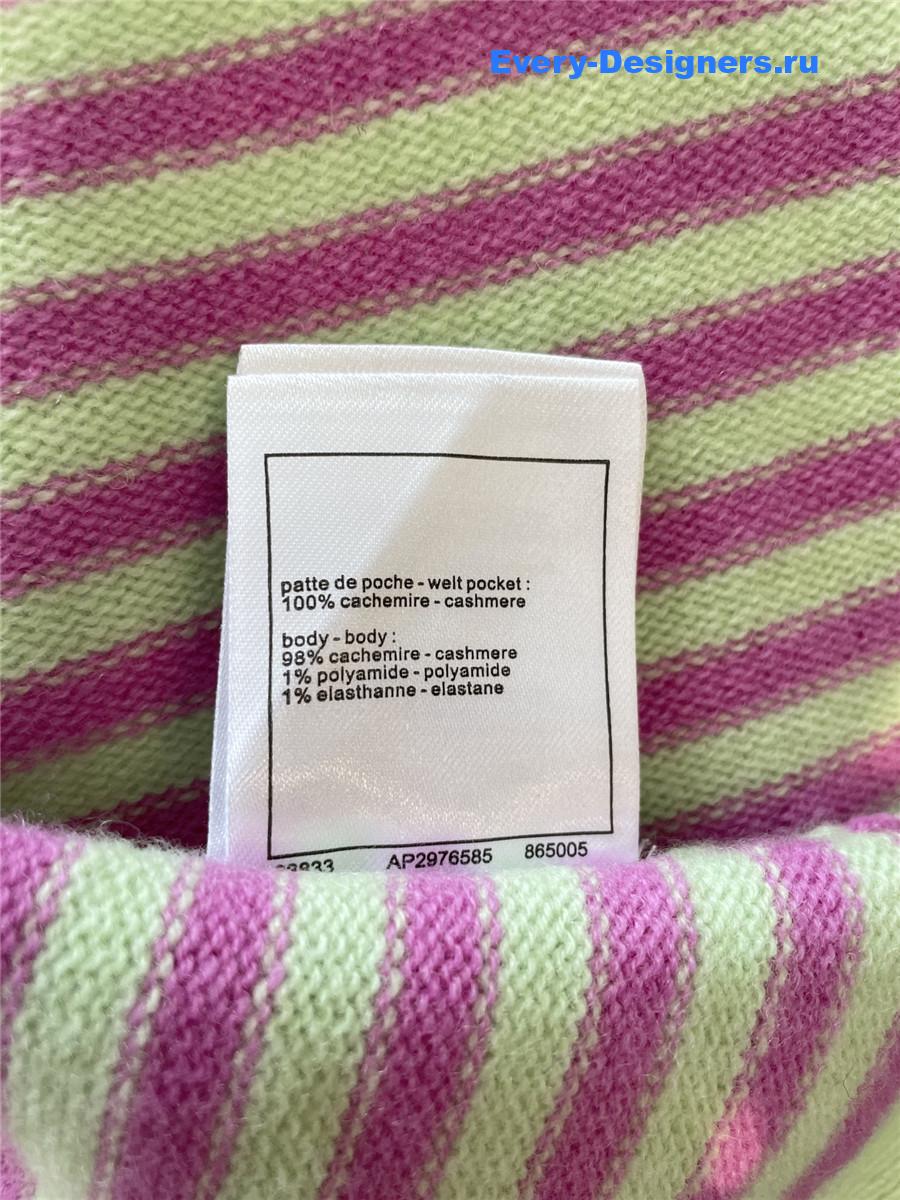 Every-Designers.ru
patte de poche - welt pocket :
100% cachemire - cashmere
body - body :
98% cachemire - cashmere
1% polyamide - polyamide
1% elasthanne - elastane
AP2976585 865005